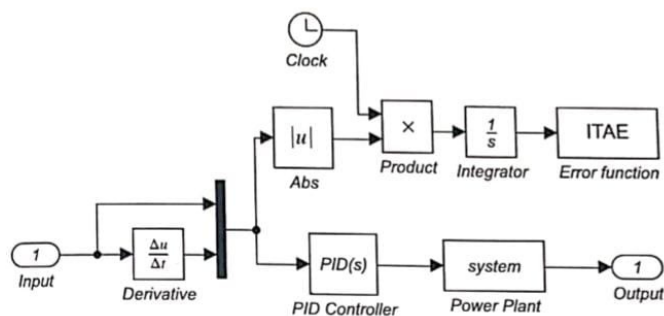 Clock
|u|
Abs
×
Product
1
s
Integrator
ITAE
Error function
1
Input
Δu
Δt
Derivative
PID(s)
PID Controller
system
Power Plant
1
Output